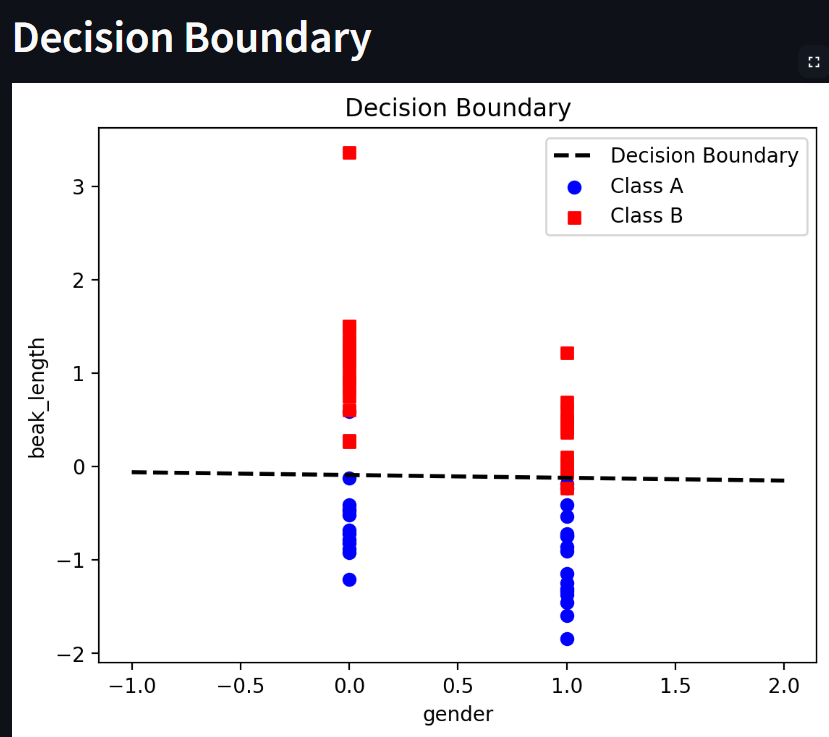 Decision Boundary
Decision Boundary
Decision Boundary
Class A
Class B
3
2
1
0
−1
−2
beak_length
−1.0 −0.5 0.0 0.5 1.0 1.5 2.0
gender